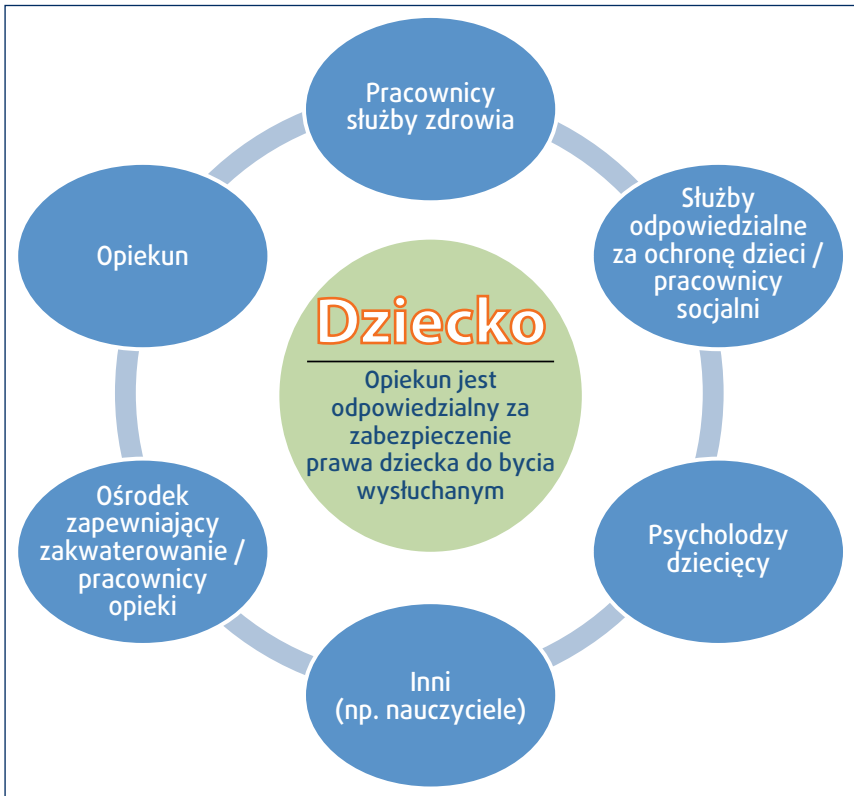 Pracownicy
służby zdrowia
Służby
odpowiedzialne
za ochronę dzieci /
pracownicy
socjalni
Psycholodzy
dziecięcy
Inni
(np. nauczyciele)
Ośrodek
zapewniający
zakwaterowanie /
pracownicy
opieki
Opiekun
Dziecko
Opiekun jest
odpowiedzialny za
zabezpieczenie
prawa dziecka do bycia
wysłuchanym